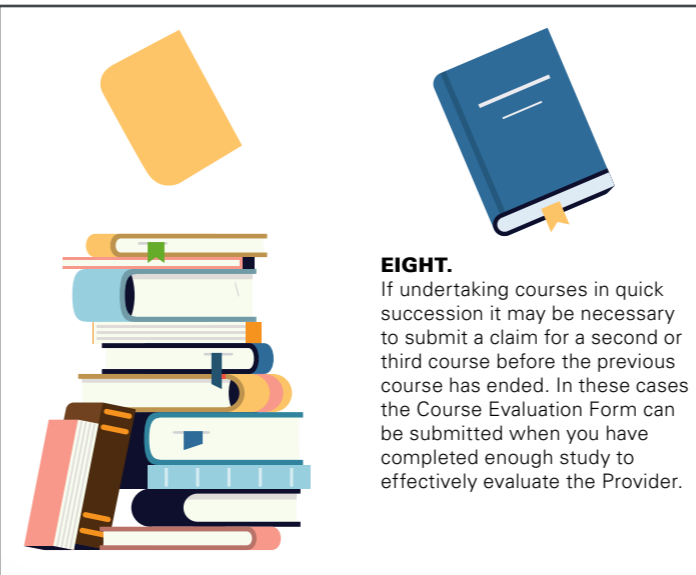 EIGHT.
If undertaking courses in quick
succession it may be necessary
to submit a claim for a second or
third course before the previous
course has ended. In these cases
the Course Evaluation Form can
be submitted when you have
completed enough study to
effectively evaluate the Provider.